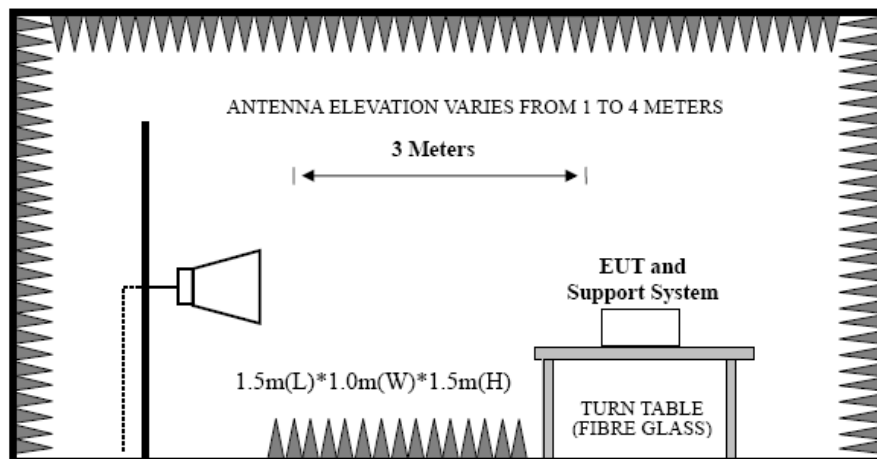 ANTENNA ELEVATION VARIES FROM 1 TO 4 METERS
3 Meters
EUT and
Support System
1.5m(L)*1.0m(W)*1.5m(H)
TURN TABLE
(FIBRE GLASS)